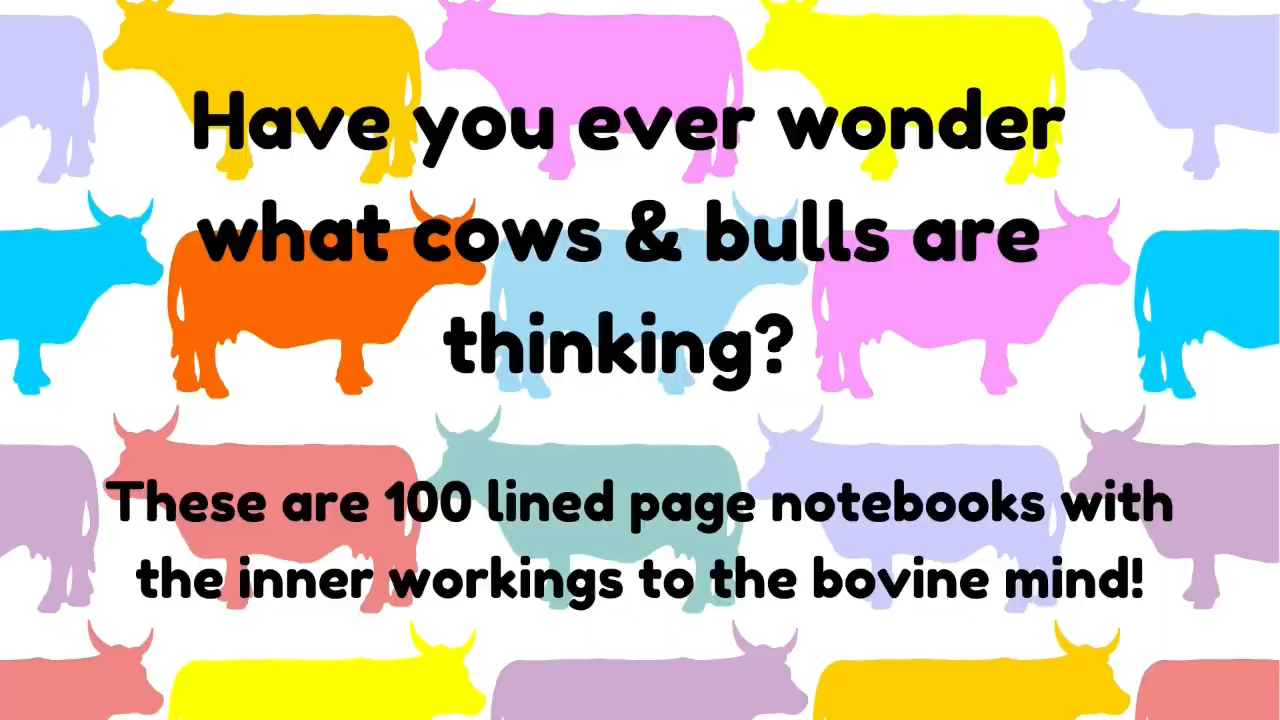 Have you ever wonder
what cows & bulls are
thinking?
These are 100 lined page notebooks with
the inner workings to the bovine mind!